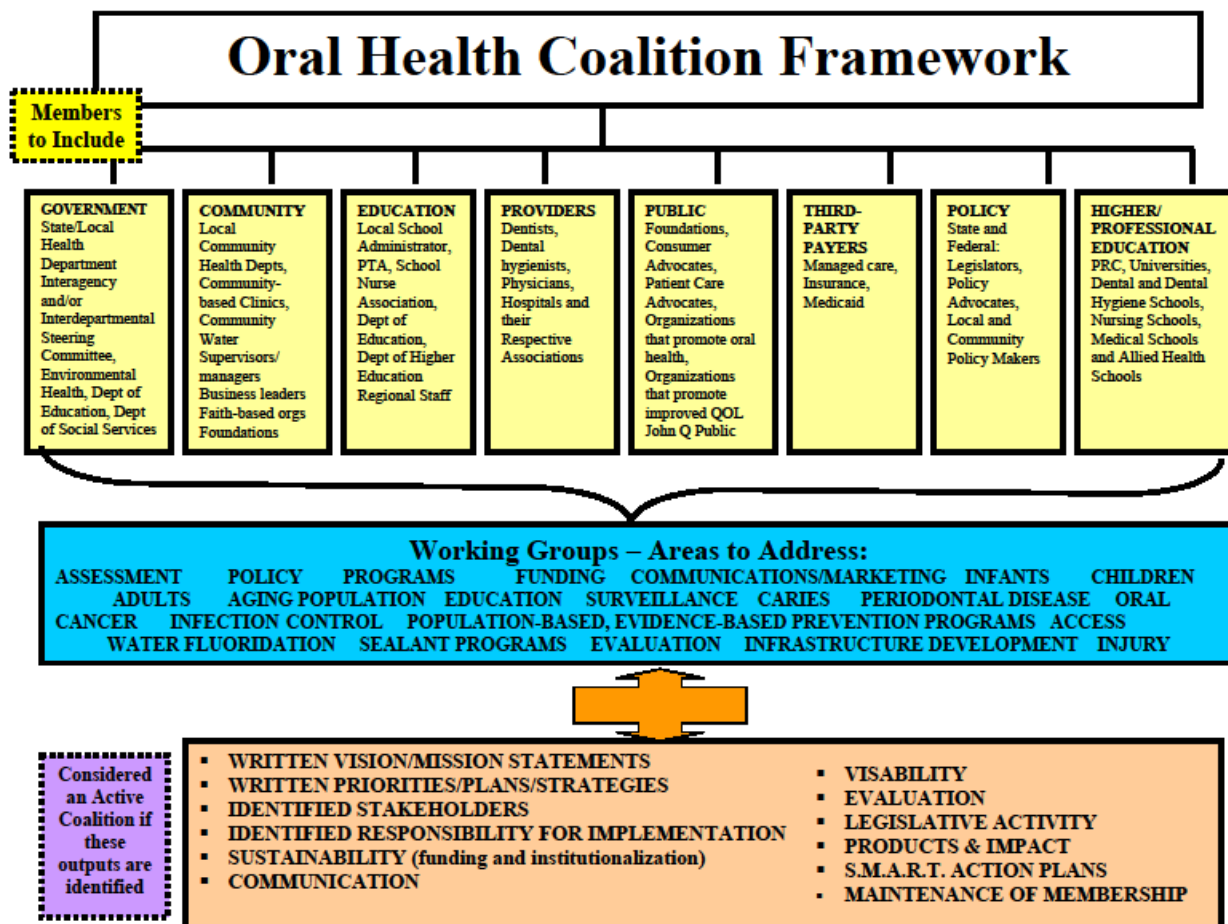 Oral Health Coalition Framework
Members
to Include
GOVERNMENT
State/Local
Health
Department
Interagency
and/or
Interdepartmental
Steering
Committee,
Environmental
Health, Dept of
Education, Dept
of Social Services
COMMUNITY
Local
Community
Health Depts,
Community-
based Clinics,
Community
Water
Supervisors/
managers
Business leaders
Faith-based orgs
Foundations
EDUCATION
Local School
Administrator,
PTA, School
Nurse
Association,
Dept of
Education,
Dept of Higher
Education
Regional Staff
PROVIDERS
Dentists,
Dental
hygienists,
Physicians,
Hospitals and
their
Respective
Associations
PUBLIC
Foundations,
Consumer
Advocates,
Patient Care
Advocates,
Organizations
that promote oral
health,
Organizations
that promote
improved QOL
John Q Public
THIRD-
PARTY
PAYERS
Managed care,
Insurance,
Medicaid
POLICY
State and
Federal:
Legislators,
Policy
Advocates,
Local and
Community
Policy Makers
HIGHER/
PROFESSIONAL
EDUCATION
PRC, Universities,
Dental and Dental
Hygiene Schools,
Nursing Schools,
Medical Schools
and Allied Health
Schools
Working Groups – Areas to Address:
ASSESSMENT POLICY PROGRAMS FUNDING COMMUNICATIONS/MARKETING INFANTS CHILDREN
ADULTS AGING POPULATION EDUCATION SURVEILLANCE CARIES PERIODONTAL DISEASE ORAL
CANCER INFECTION CONTROL POPULATION-BASED, EVIDENCE-BASED PREVENTION PROGRAMS ACCESS
WATER FLUORIDATION SEALANT PROGRAMS EVALUATION INFRASTRUCTURE DEVELOPMENT INJURY
Considered
an Active
Coalition if
these
outputs are
identified
▪ WRITTEN VISION/MISSION STATEMENTS
▪ WRITTEN PRIORITIES/PLANS/STRATEGIES
▪ IDENTIFIED STAKEHOLDERS
▪ IDENTIFIED RESPONSIBILITY FOR IMPLEMENTATION
▪ SUSTAINABILITY (funding and institutionalization)
▪ COMMUNICATION
▪ VISABILITY
▪ EVALUATION
▪ LEGISLATIVE ACTIVITY
▪ PRODUCTS & IMPACT
▪ S.M.A.R.T. ACTION PLANS
▪ MAINTENANCE OF MEMBERSHIP